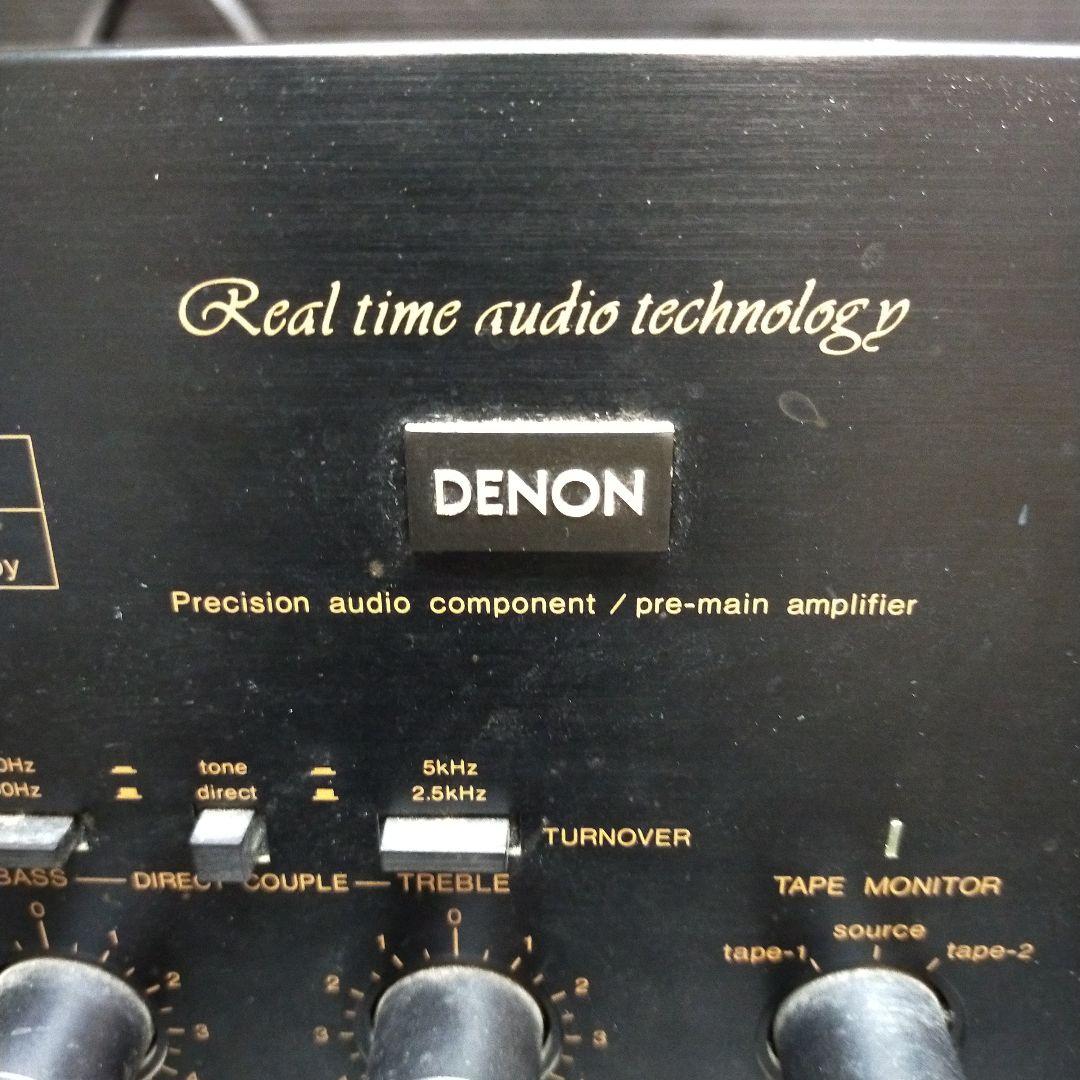 Real time audio technology
DENON
Precision audio component / pre-main amplifier
tone
direct
5kHz
2.5kHz
TURNOVER
BASS
DIRECT COUPLE
TREBLE
TAPE MONITOR
source
tape-1
tape-2
0
1
2
3
1
0
1
2
2
3
3